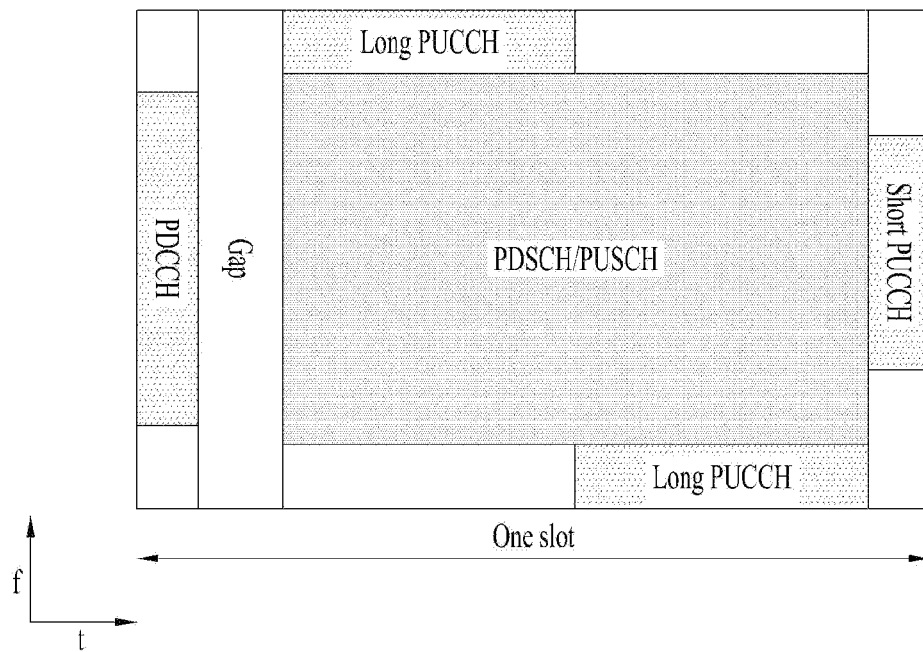 Long PUCCH
PDCCH
Gap
PDSCH/PUSCH
Short PUCCH
Long PUCCH
One slot
f
t